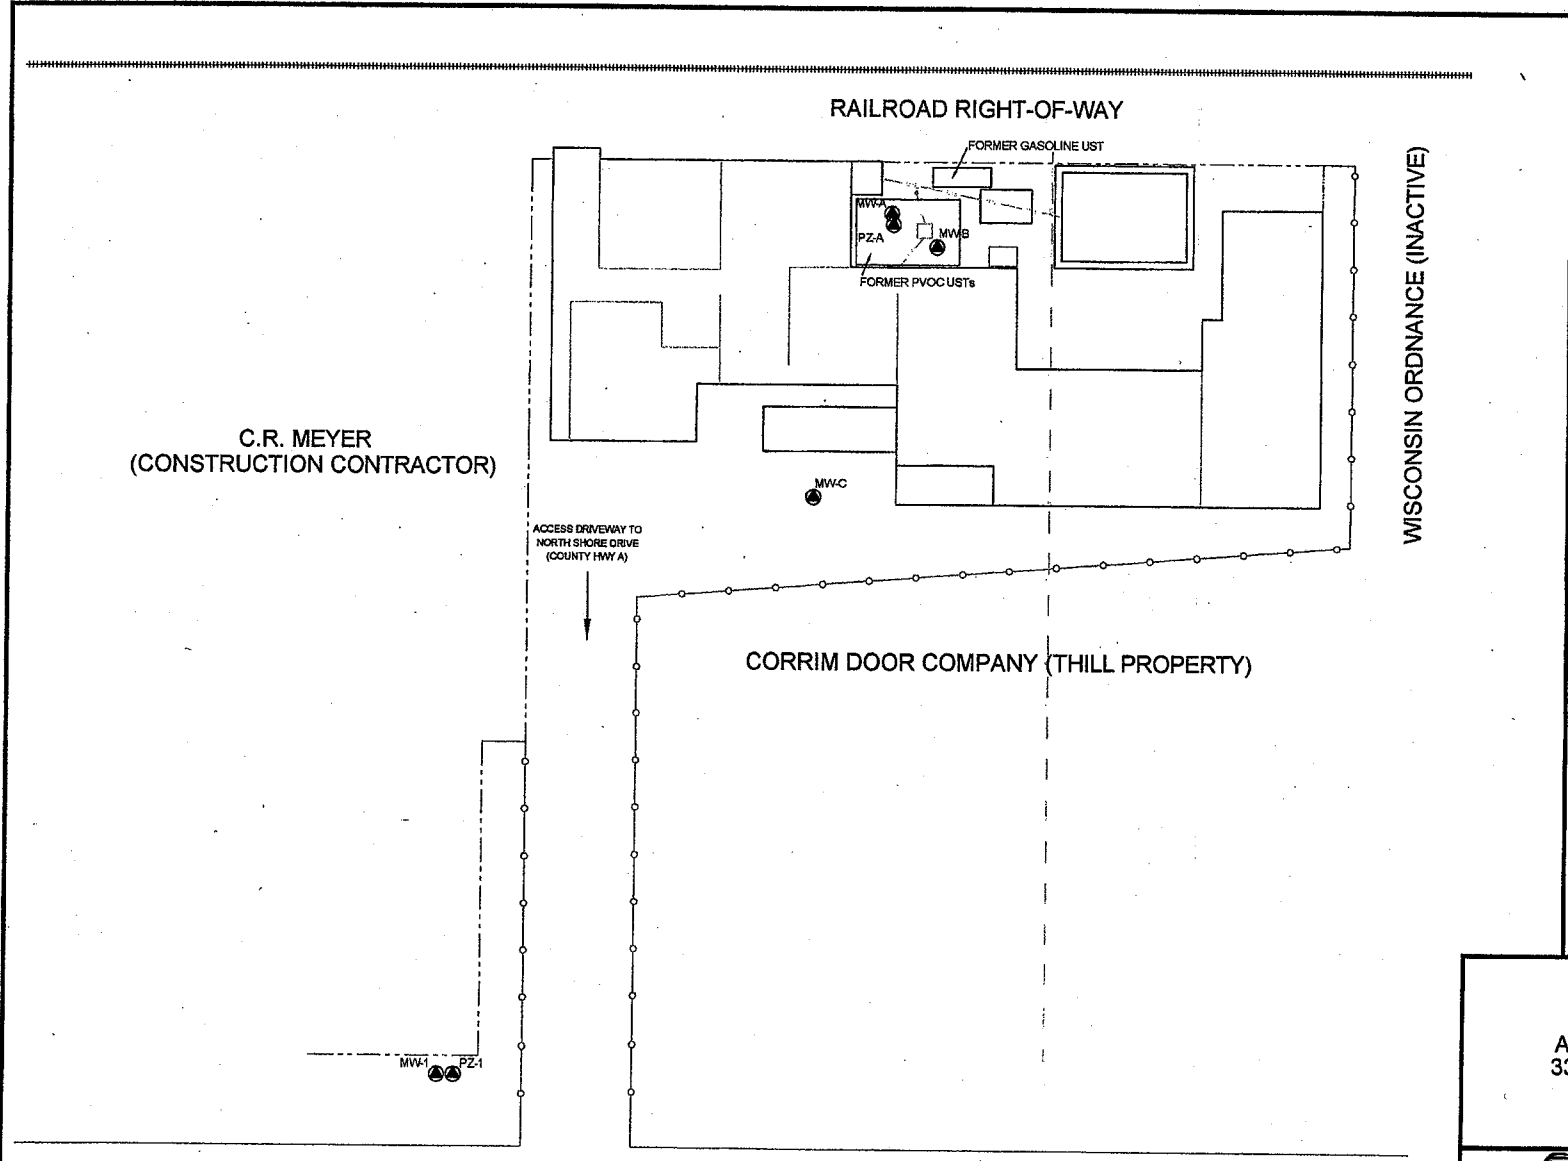 RAILROAD RIGHT-OF-WAY
FORMER GASOLINE UST
MW-A
PZ-A
MW-B
FORMER PVOC USTs
WISCONSIN ORDNANCE (INACTIVE)
C.R. MEYER
(CONSTRUCTION CONTRACTOR)
MW-C
ACCESS DRIVEWAY TO
NORTH SHORE DRIVE
(COUNTY HWY A)
CORRIM DOOR COMPANY (THILL PROPERTY)
MW-1
PZ-1